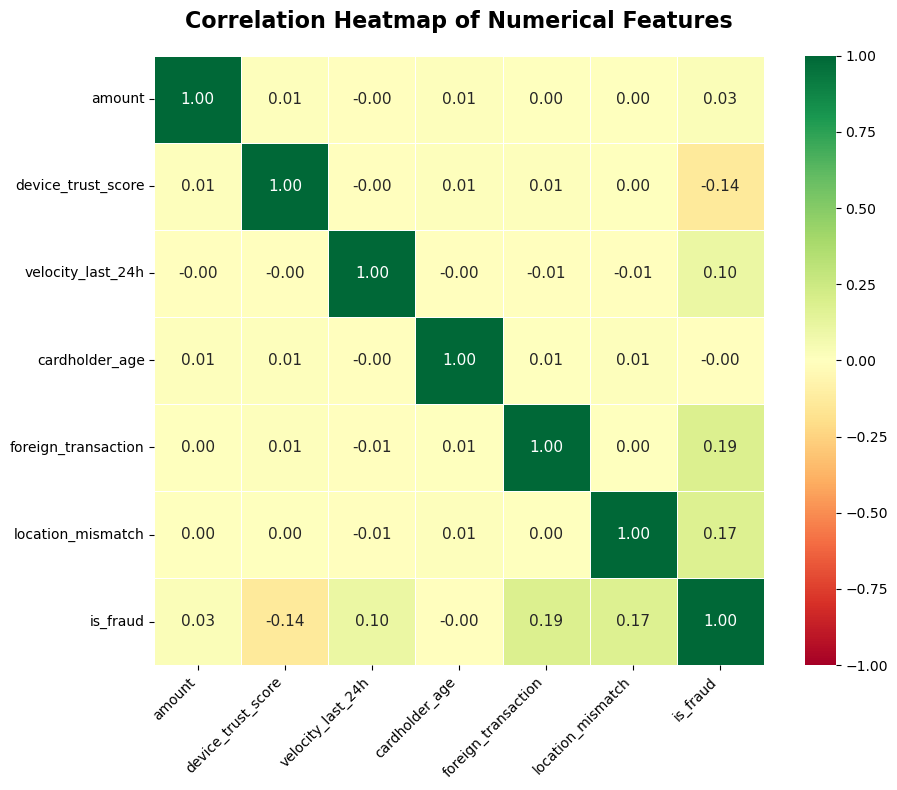 Correlation Heatmap of Numerical Features
amount 1.00 0.01 -0.00 0.01 0.00 0.00 0.03
device_trust_score 0.01 1.00 -0.00 0.01 0.01 0.00 -0.14
velocity_last_24h -0.00 -0.00 1.00 -0.00 -0.01 -0.01 0.10
cardholder_age 0.01 0.01 -0.00 1.00 0.01 0.01 -0.00
foreign_transaction 0.00 0.01 -0.01 0.01 1.00 0.00 0.19
location_mismatch 0.00 0.00 -0.01 0.01 0.00 1.00 0.17
is_fraud 0.03 -0.14 0.10 -0.00 0.19 0.17 1.00
amount device_trust_score velocity_last_24h cardholder_age foreign_transaction location_mismatch is_fraud
1.00
0.75
0.50
0.25
0.00
−0.25
−0.50
−0.75
−1.00